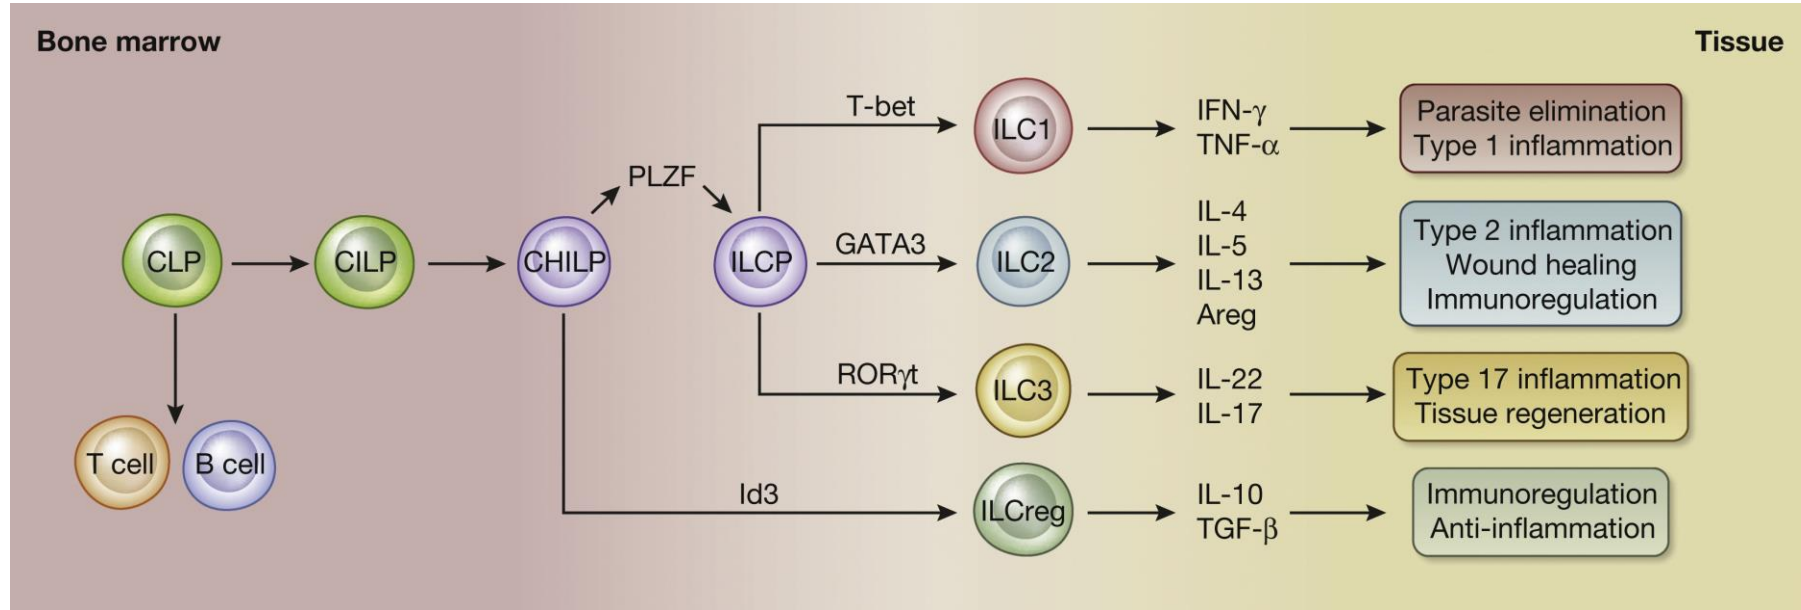 Bone marrow
Tissue
CLP
CILP
CHILP
PLZF
ILCP
T cell
B cell
T-bet
ILC1
IFN-γ
TNF-α
Parasite elimination
Type 1 inflammation
GATA3
ILC2
IL-4
IL-5
IL-13
Areg
Type 2 inflammation
Wound healing
Immunoregulation
RORγt
ILC3
IL-22
IL-17
Type 17 inflammation
Tissue regeneration
Id3
ILCreg
IL-10
TGF-β
Immunoregulation
Anti-inflammation